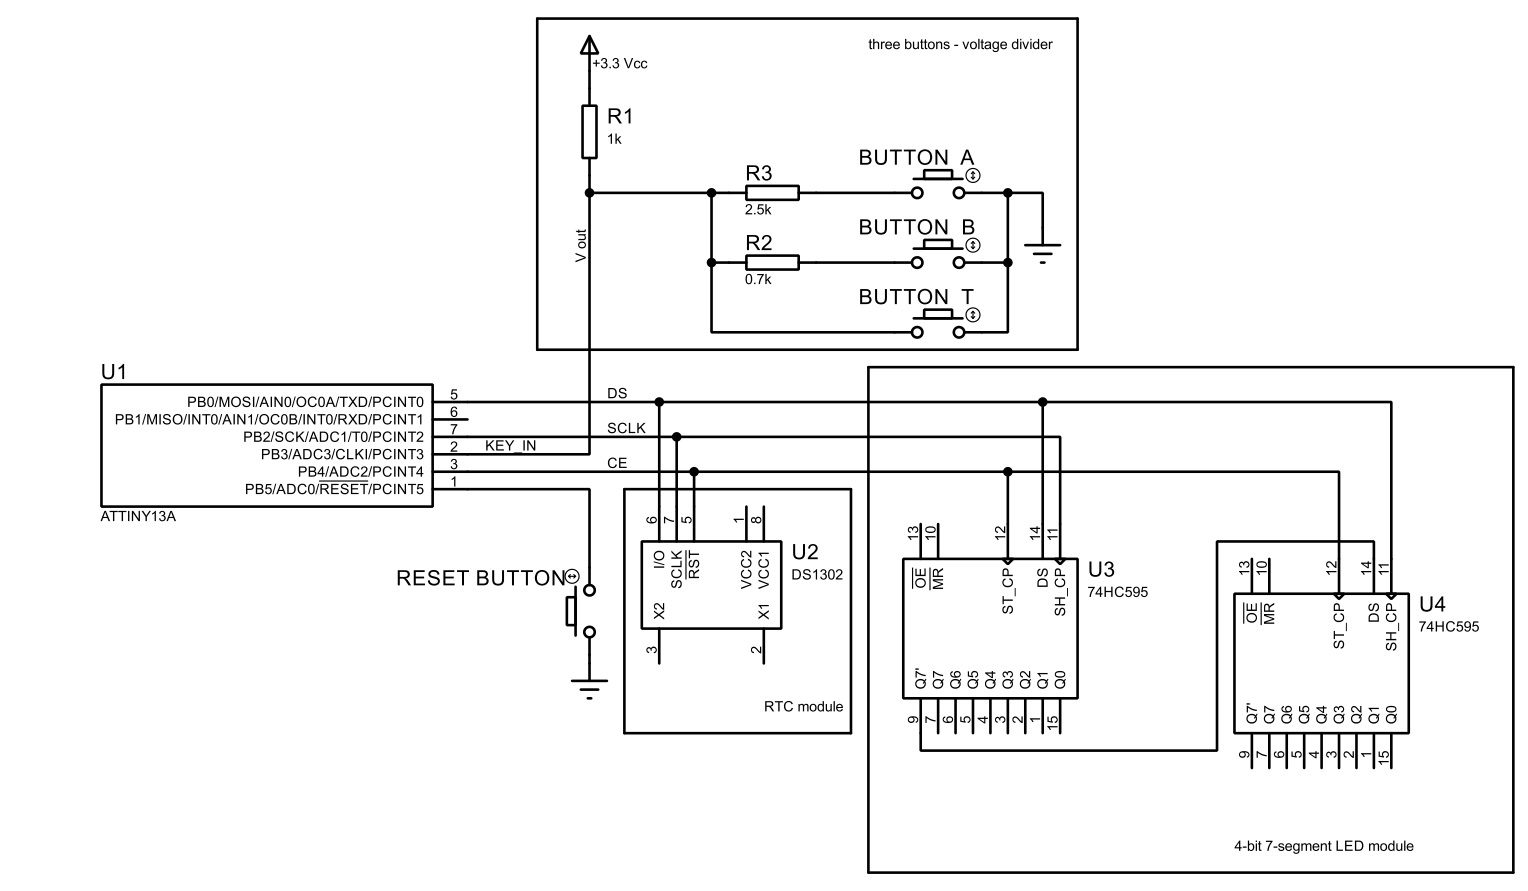 three buttons - voltage divider
+3.3 Vcc
R1
1k
BUTTON A
R3
2.5k
BUTTON B
R2
0.7k
BUTTON T
V out
U1
PB0/MOSI/AIN0/OC0A/TXD/PCINT0 5
PB1/MISO/INT0/AIN1/OC0B/INT0/RXD/PCINT1 6
PB2/SCK/ADC1/T0/PCINT2 7
PB3/ADC3/CLKI/PCINT3 2
PB4/ADC2/PCINT4 3
PB5/ADC0/RESET/PCINT5 1
ATTINY13A
DS
SCLK
KEY_IN
CE
RESET BUTTON
6 7 5 1 8
I/O SCLK RST VCC2 VCC1
X2 X1
3 2
U2
DS1302
RTC module
13 10 12 14 11
OE MR ST_CP DS SH_CP
U3
74HC595
Q7' Q7 Q6 Q5 Q4 Q3 Q2 Q1 Q0
9 7 6 5 4 3 2 1 15
13 10 12 14 11
OE MR ST_CP DS SH_CP
U4
74HC595
Q7' Q7 Q6 Q5 Q4 Q3 Q2 Q1 Q0
9 7 6 5 4 3 2 1 15
4-bit 7-segment LED module